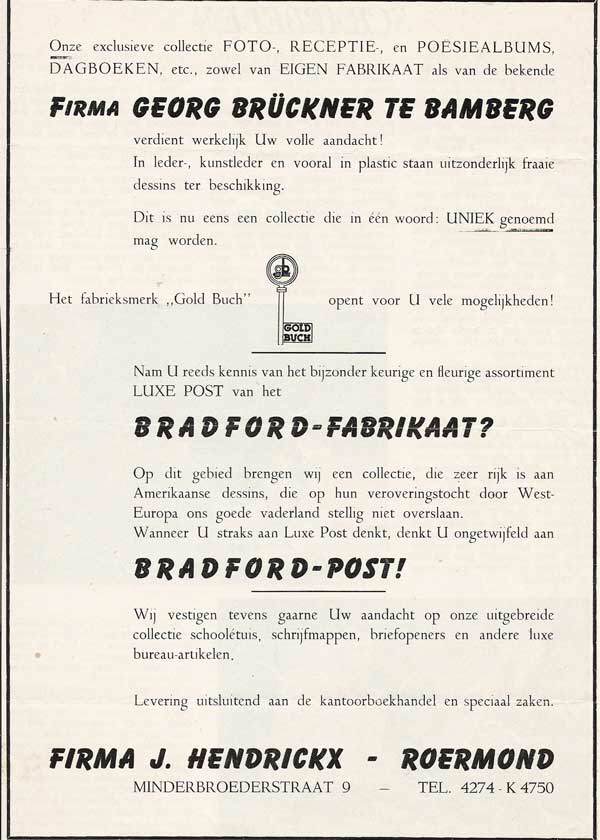 Onze exclusieve collectie FOTO-, RECEPTIE-, en POËSIEALBUMS,
DAGBOEKEN, etc., zowel van EIGEN FABRIKAAT als van de bekende
FIRMA GEORG BRÜCKNER TE BAMBERG
verdient werkelijk Uw volle aandacht!
In leder-, kunstleder en vooral in plastic staan uitzonderlijk fraaie
dessins ter beschikking.
Dit is nu eens een collectie die in één woord: UNIEK genoemd
mag worden.
Het fabrieksmerk „Gold Buch" opent voor U vele mogelijkheden!
GOLD
BUCH
Nam U reeds kennis van het bijzonder keurige en fleurige assortiment
LUXE POST van het
BRADFORD-FABRIKAAT?
Op dit gebied brengen wij een collectie, die zeer rijk is aan
Amerikaanse dessins, die op hun veroveringstocht door West-
Europa ons goede vaderland stellig niet overslaan.
Wanneer U straks aan Luxe Post denkt, denkt U ongetwijfeld aan
BRADFORD-POST!
Wij vestigen tevens gaarne Uw aandacht op onze uitgebreide
collectie schoolétuis, schrijfmappen, briefopeners en andere luxe
bureau-artikelen.
Levering uitsluitend aan de kantoorboekhandel en speciaal zaken.
FIRMA J. HENDRICKX - ROERMOND
MINDERBROEDERSTRAAT 9 – TEL. 4274 - K 4750